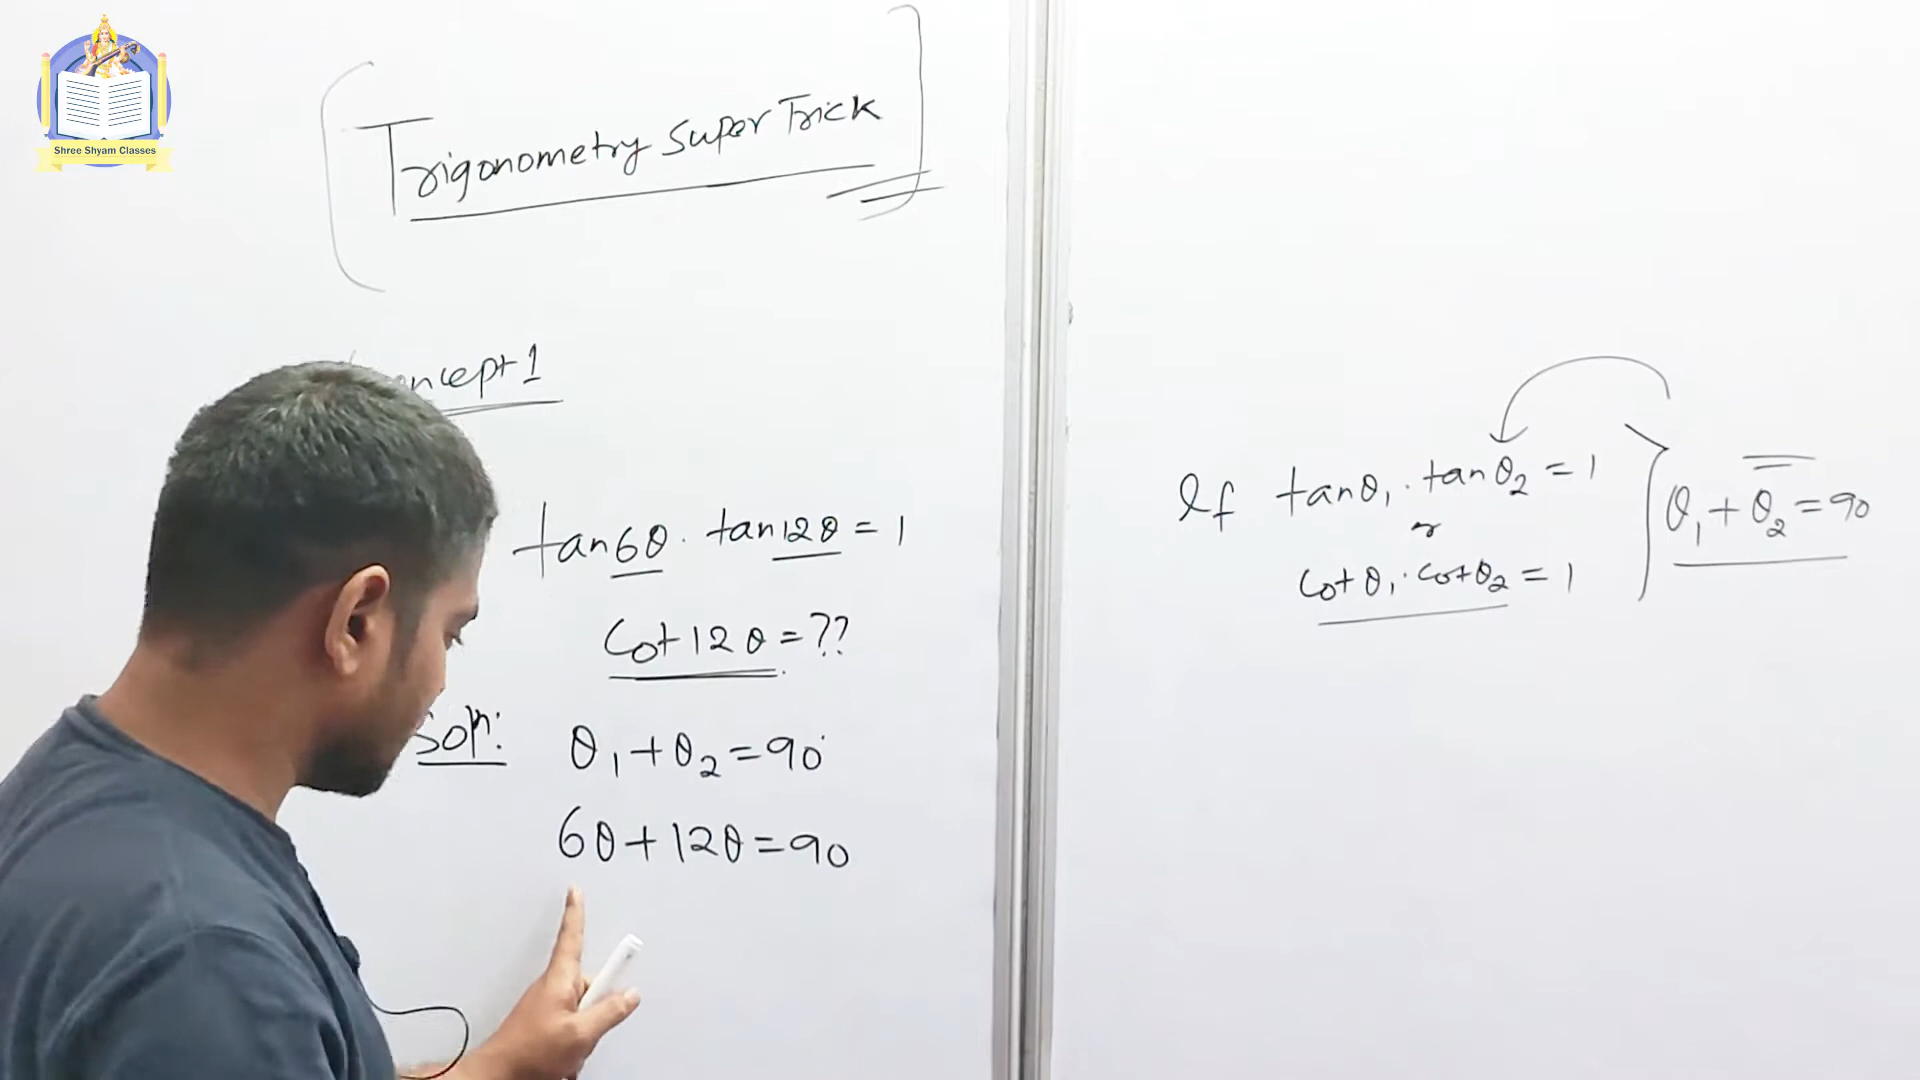 Shree Shyam Classes
Trigonometry Super Trick
ncept 1
tan6θ . tan12θ = 1
Cot 12θ = ??
Solⁿ:
θ₁ + θ₂ = 90°
6θ + 12θ = 90
If tanθ₁ . tanθ₂ = 1
or
Cotθ₁ . Cotθ₂ = 1
θ₁ + θ₂ = 90